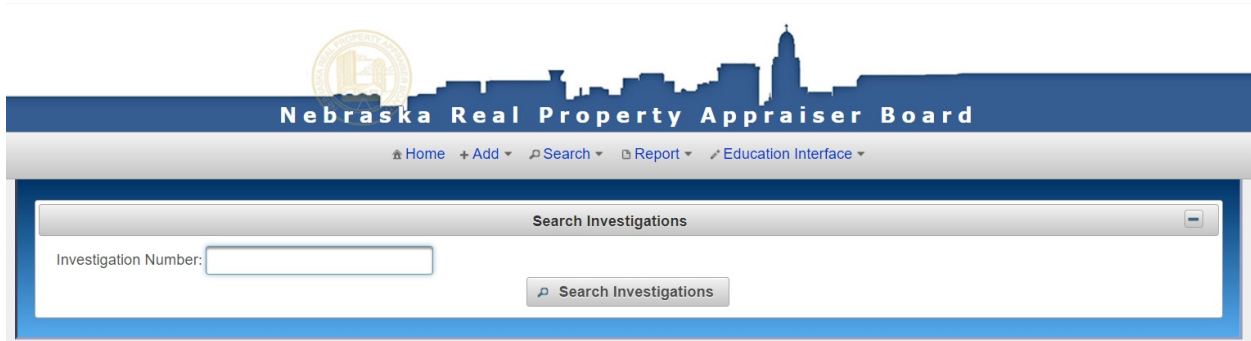 Nebraska Real Property Appraiser Board
Home Add Search Report Education Interface
Search Investigations
Investigation Number:
Search Investigations